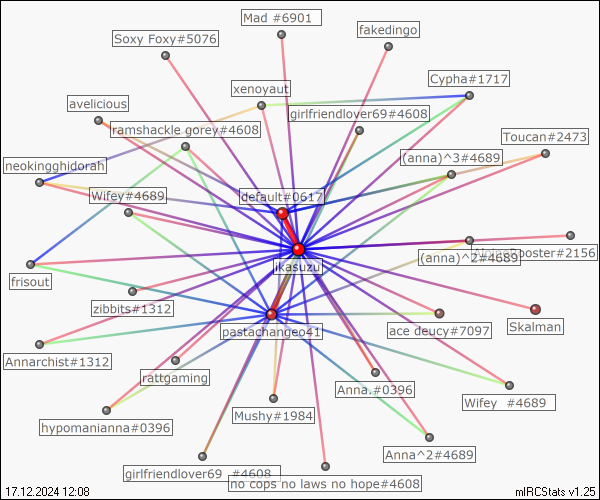 Mad #6901
fakedingo
Soxy Foxy#5076
Cypha#1717
xenoyaut
avelicious
girlfriendlover69#4608
ramshackle gorey#4608
Toucan#2473
(anna)^3#4689
neokingghidorah
Wifey#4689
default#0617
(anna)^2#4689
ooster#2156
ikasuzu
frisout
zibbits#1312
Skalman
pastachangeo41
ace deucy#7097
Annarchist#1312
rattgaming
Anna.#0396
Wifey #4689
Mushy#1984
hypomanianna#0396
Anna^2#4689
girlfriendlover69 #4608
no cops no laws no hope#4608
17.12.2024 12:08
mIRCStats v1.25